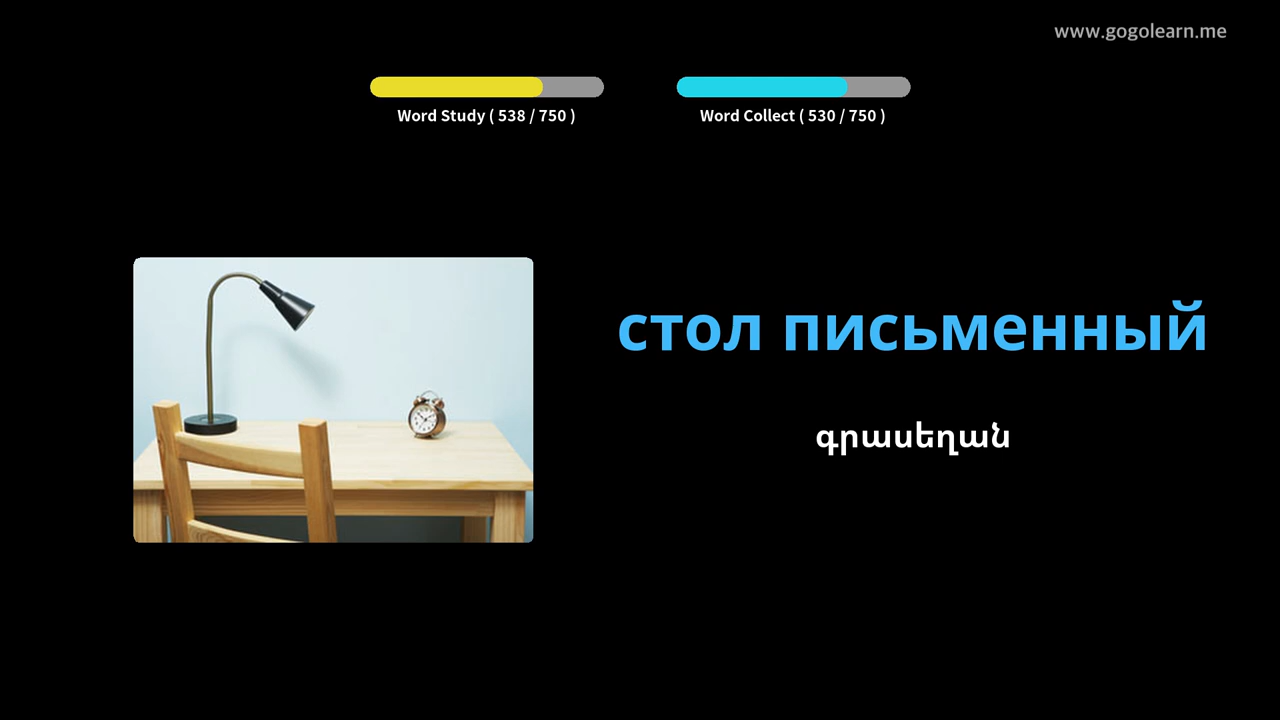 www.gogolearn.me
Word Study ( 538 / 750 )
Word Collect ( 530 / 750 )
стол письменный
գրասեղան